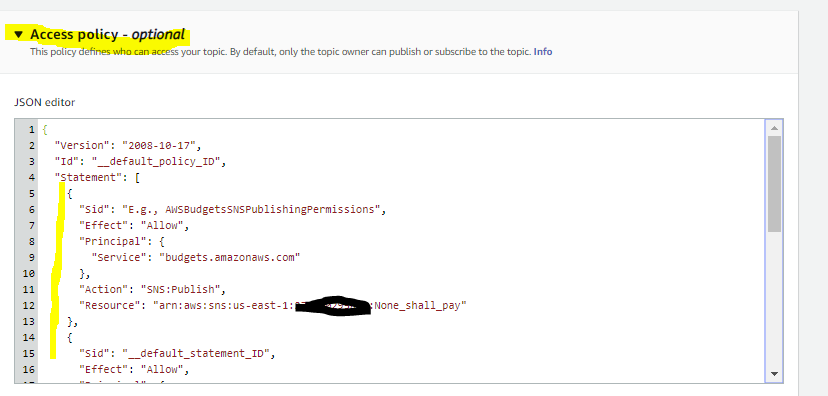 ▼ Access policy - optional
This policy defines who can access your topic. By default, only the topic owner can publish or subscribe to the topic. Info
JSON editor
1 {
2 "Version": "2008-10-17",
3 "Id": "__default_policy_ID",
4 "Statement": [
5 {
6 "Sid": "E.g., AWSBudgetsSNSPublishingPermissions",
7 "Effect": "Allow",
8 "Principal": {
9 "Service": "budgets.amazonaws.com"
10 },
11 "Action": "SNS:Publish",
12 "Resource": "arn:aws:sns:us-east-1: :None_shall_pay"
13 },
14 {
15 "Sid": "__default_statement_ID",
16 "Effect": "Allow",